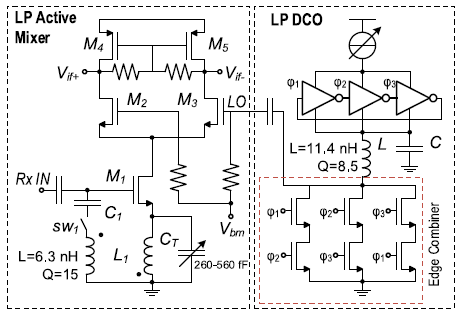 LP Active
Mixer
M4
M5
Vif+
Vif-
M2
M3
LO
M1
Rx IN
C1
sw1
L=6.3 nH
Q=15
L1
CT
260-560 fF
Vbm
LP DCO
φ1
φ2
φ3
L=11.4 nH
Q=8.5
L
C
φ1
φ2
φ3
φ2
φ3
φ1
Edge Combiner